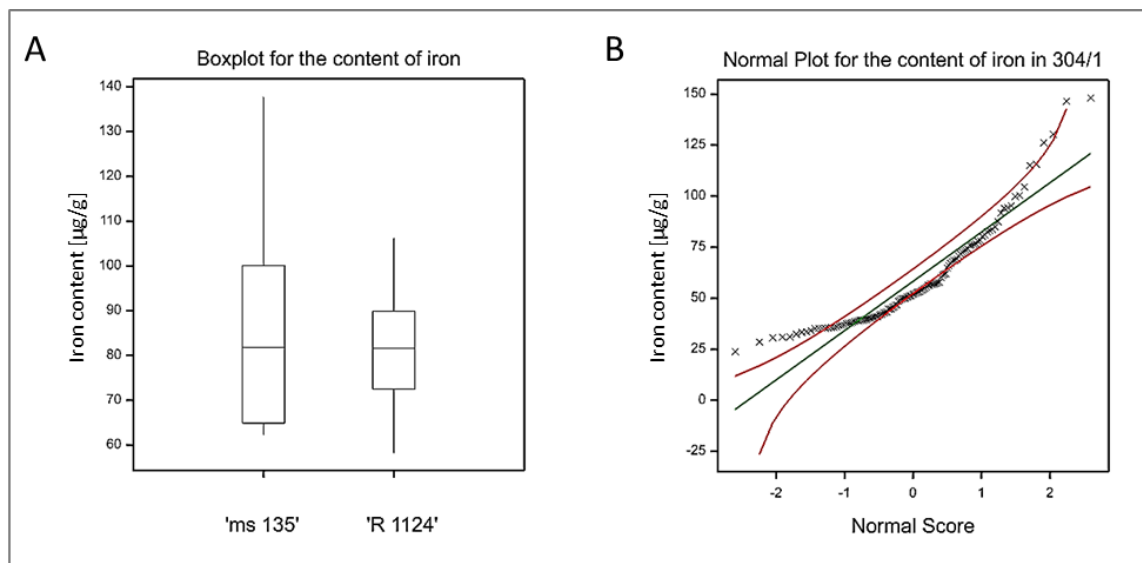 A
Boxplot for the content of iron
Iron content [µg/g]
140
130
120
110
100
90
80
70
60
'ms 135'
'R 1124'
B
Normal Plot for the content of iron in 304/1
Iron content [µg/g]
150
125
100
75
50
25
0
-25
-2
-1
0
1
2
Normal Score